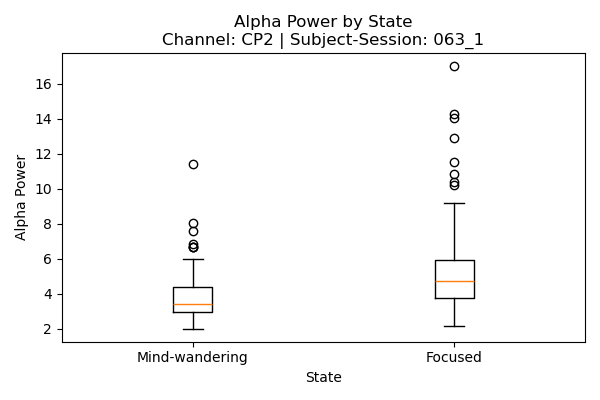 Alpha Power by State
Channel: CP2 | Subject-Session: 063_1
Alpha Power
16
14
12
10
8
6
4
2
Mind-wandering
Focused
State